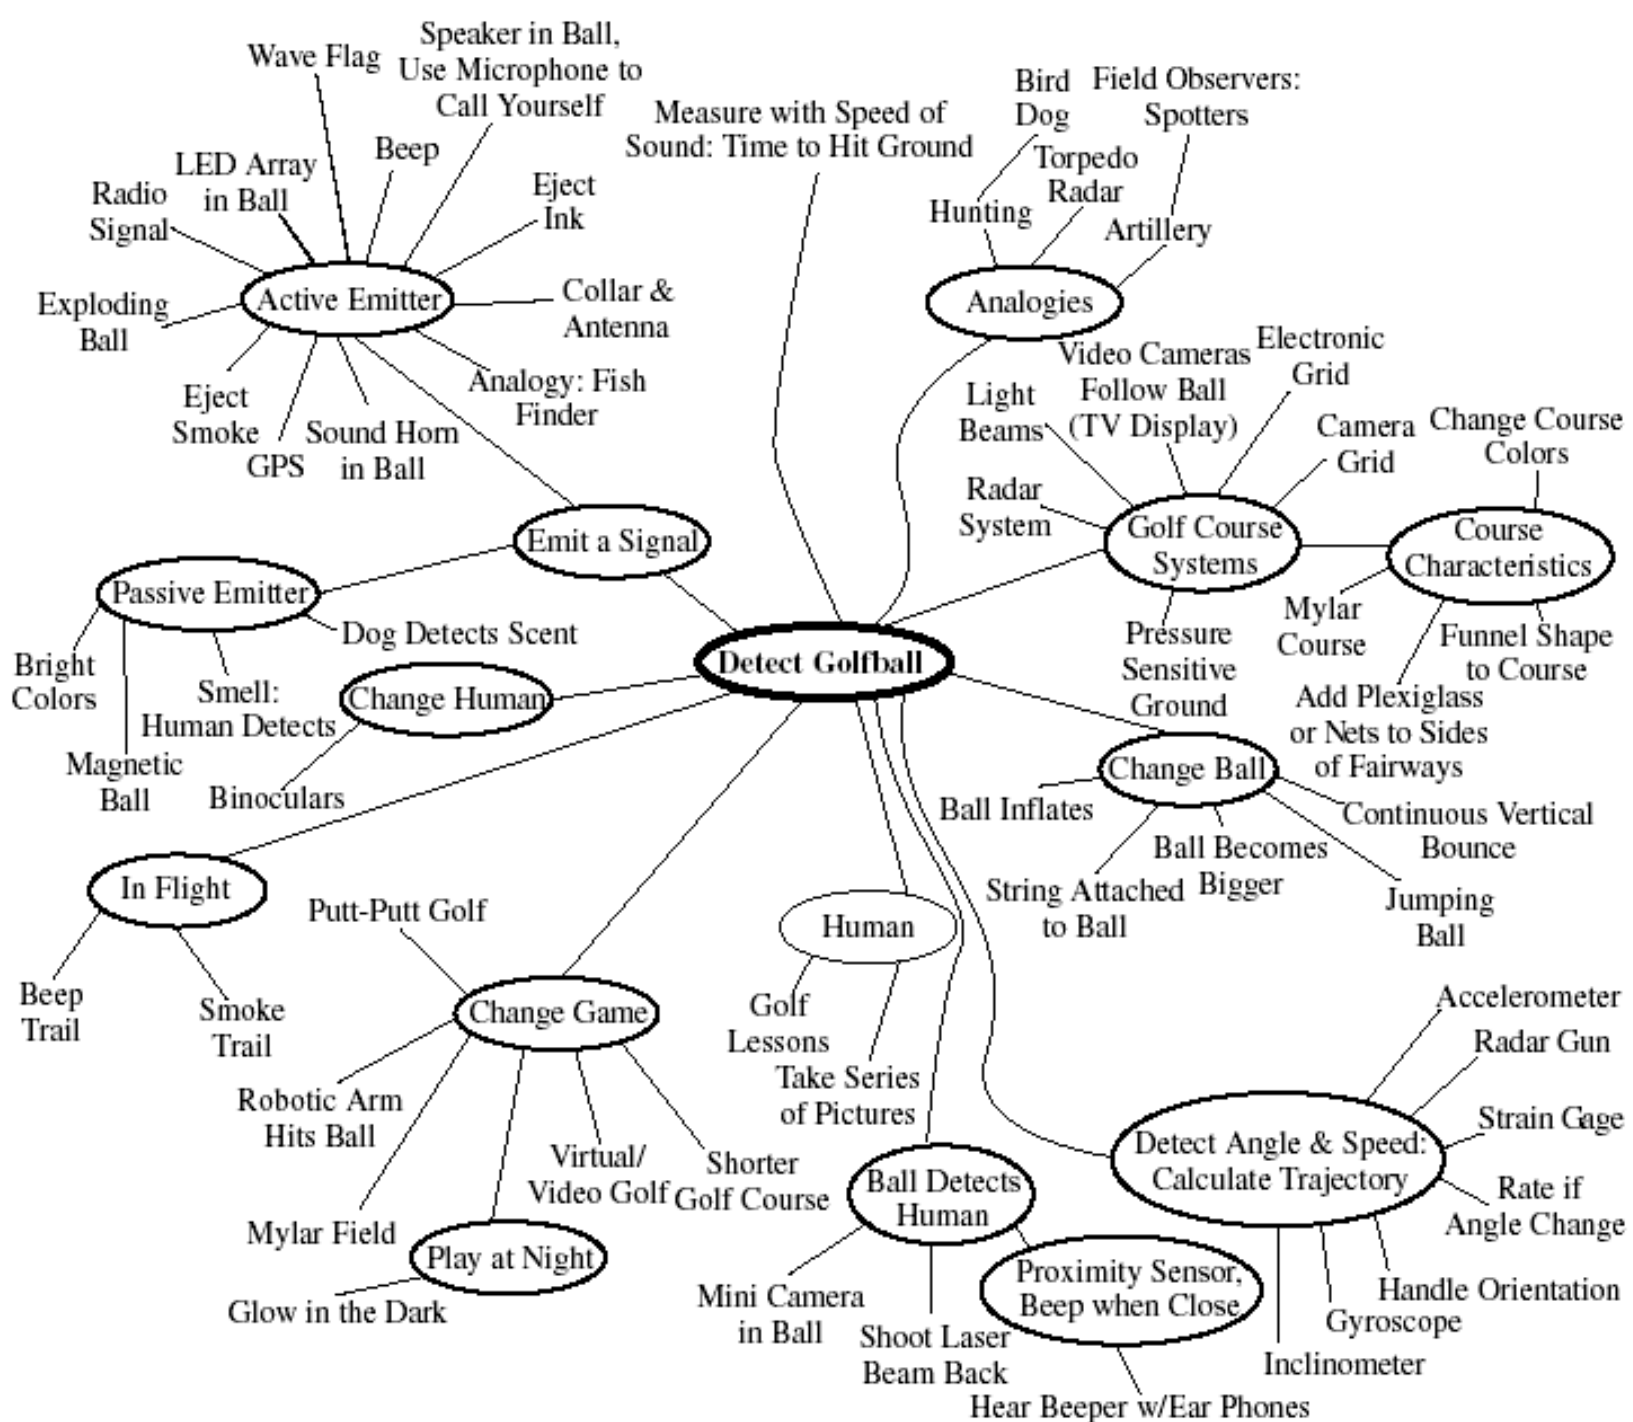 Wave Flag
Speaker in Ball,
Use Microphone to
Call Yourself
Beep
LED Array
in Ball
Radio
Signal
Eject
Ink
Active Emitter
Exploding
Ball
Collar &
Antenna
Eject
Smoke
GPS
Sound Horn
in Ball
Analogy: Fish
Finder
Measure with Speed of
Sound: Time to Hit Ground
Bird
Dog
Field Observers:
Spotters
Torpedo
Radar
Hunting
Artillery
Analogies
Video Cameras
Follow Ball
(TV Display)
Electronic
Grid
Light
Beams
Camera
Grid
Change Course
Colors
Radar
System
Golf Course
Systems
Course
Characteristics
Mylar
Course
Funnel Shape
to Course
Pressure
Sensitive
Ground
Add Plexiglass
or Nets to Sides
of Fairways
Emit a Signal
Passive Emitter
Dog Detects Scent
Bright
Colors
Smell:
Human Detects
Magnetic
Ball
Detect Golfball
Change Human
Binoculars
Change Ball
Ball Inflates
Continuous Vertical
Bounce
Ball Becomes
Bigger
String Attached
to Ball
Jumping
Ball
In Flight
Beep
Trail
Smoke
Trail
Putt-Putt Golf
Change Game
Robotic Arm
Hits Ball
Mylar Field
Virtual/
Video Golf
Shorter
Golf Course
Play at Night
Glow in the Dark
Human
Golf
Lessons
Take Series
of Pictures
Ball Detects
Human
Mini Camera
in Ball
Shoot Laser
Beam Back
Proximity Sensor,
Beep when Close
Hear Beeper w/Ear Phones
Accelerometer
Radar Gun
Detect Angle & Speed:
Calculate Trajectory
Strain Gage
Rate if
Angle Change
Handle Orientation
Gyroscope
Inclinometer